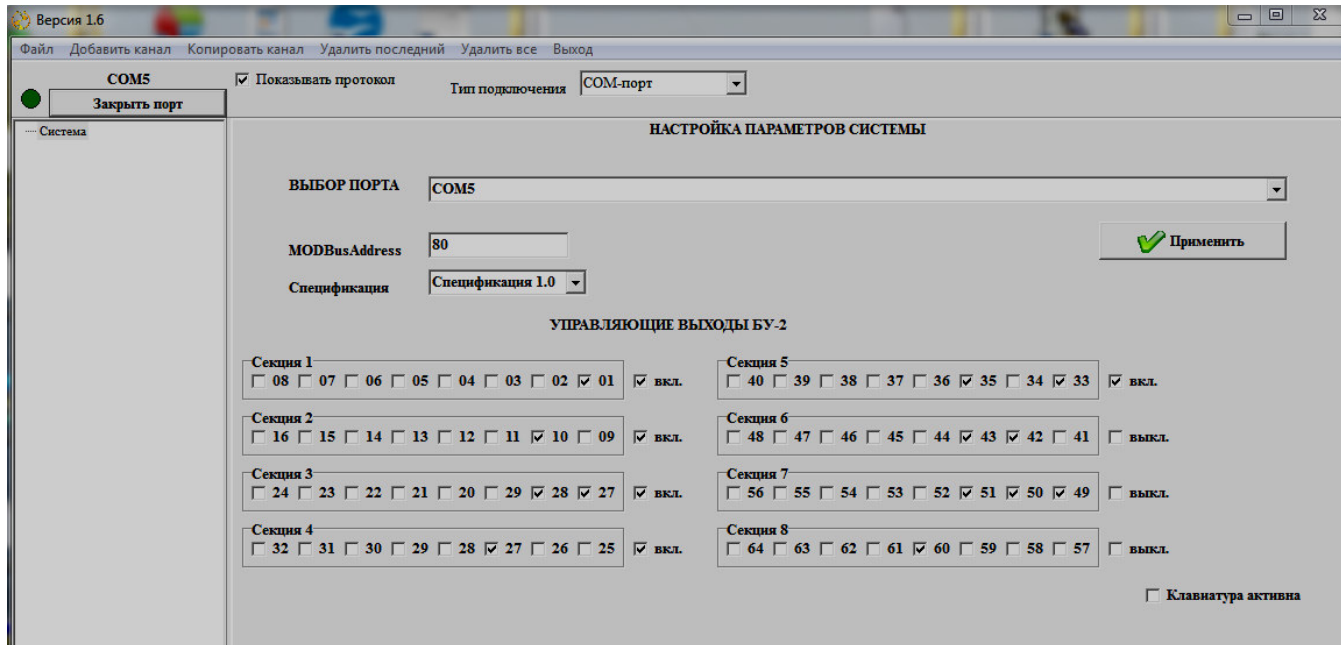 Версия 1.6
Файл Добавить канал Копировать канал Удалить последний Удалить все Выход
COM5
Закрыть порт
Показывать протокол
Тип подключения COM-порт
Система
НАСТРОЙКА ПАРАМЕТРОВ СИСТЕМЫ
ВЫБОР ПОРТА COM5
MODBusAddress 80
Применить
Спецификация Спецификация 1.0
УПРАВЛЯЮЩИЕ ВЫХОДЫ БУ-2
Секция 1
08 07 06 05 04 03 02 01 вкл.
Секция 2
16 15 14 13 12 11 10 09 вкл.
Секция 3
24 23 22 21 20 29 28 27 вкл.
Секция 4
32 31 30 29 28 27 26 25 вкл.
Секция 5
40 39 38 37 36 35 34 33 вкл.
Секция 6
48 47 46 45 44 43 42 41 выкл.
Секция 7
56 55 54 53 52 51 50 49 выкл.
Секция 8
64 63 62 61 60 59 58 57 выкл.
Клавиатура активна